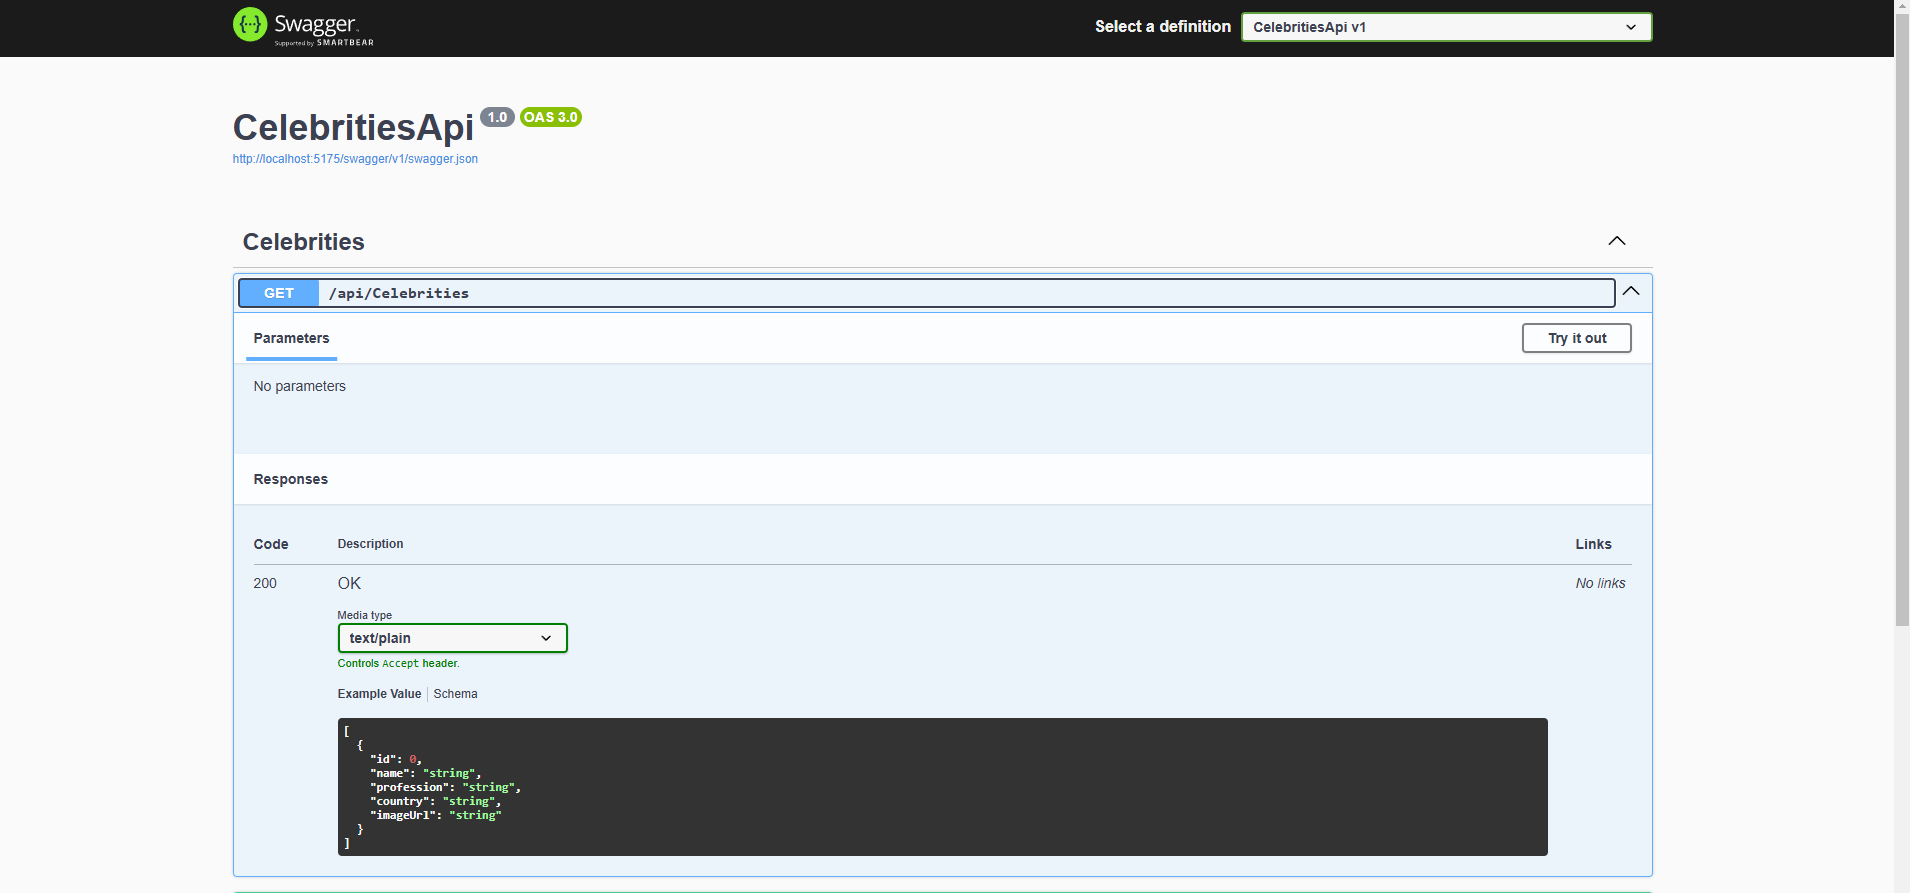 Swagger
Supported by SMARTBEAR
Select a definition
CelebritiesApi v1
CelebritiesApi 1.0 OAS 3.0
http://localhost:5175/swagger/v1/swagger.json
Celebrities
GET /api/Celebrities
Parameters
Try it out
No parameters
Responses
Code Description Links
200 OK No links
Media type
text/plain
Controls Accept header.
Example Value Schema
[
  {
    "id": 0,
    "name": "string",
    "profession": "string",
    "country": "string",
    "imageUrl": "string"
  }
]